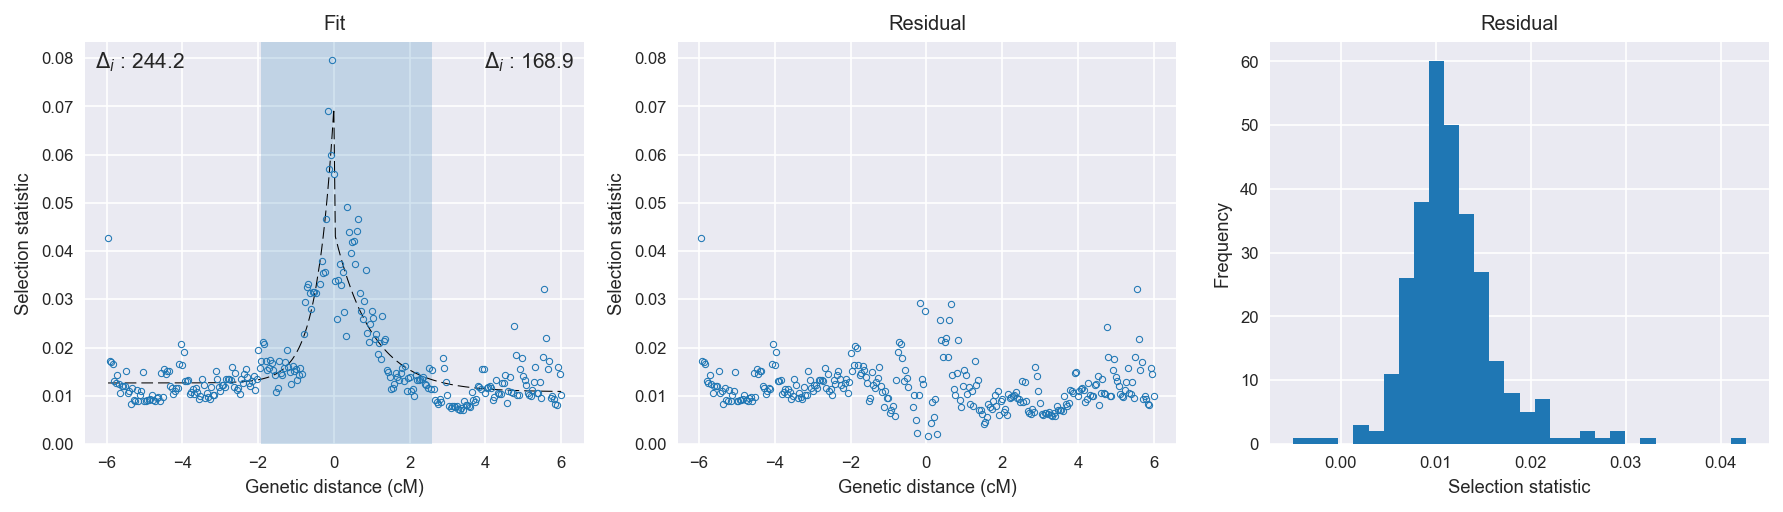 Fit
Δi : 244.2
Δi : 168.9
0.08
0.07
0.06
0.05
0.04
0.03
0.02
0.01
0.00
Selection statistic
−6 −4 −2 0 2 4 6
Genetic distance (cM)
Residual
0.08
0.07
0.06
0.05
0.04
0.03
0.02
0.01
0.00
Selection statistic
−6 −4 −2 0 2 4 6
Genetic distance (cM)
Residual
60
50
40
30
20
10
0
Frequency
0.00 0.01 0.02 0.03 0.04
Selection statistic